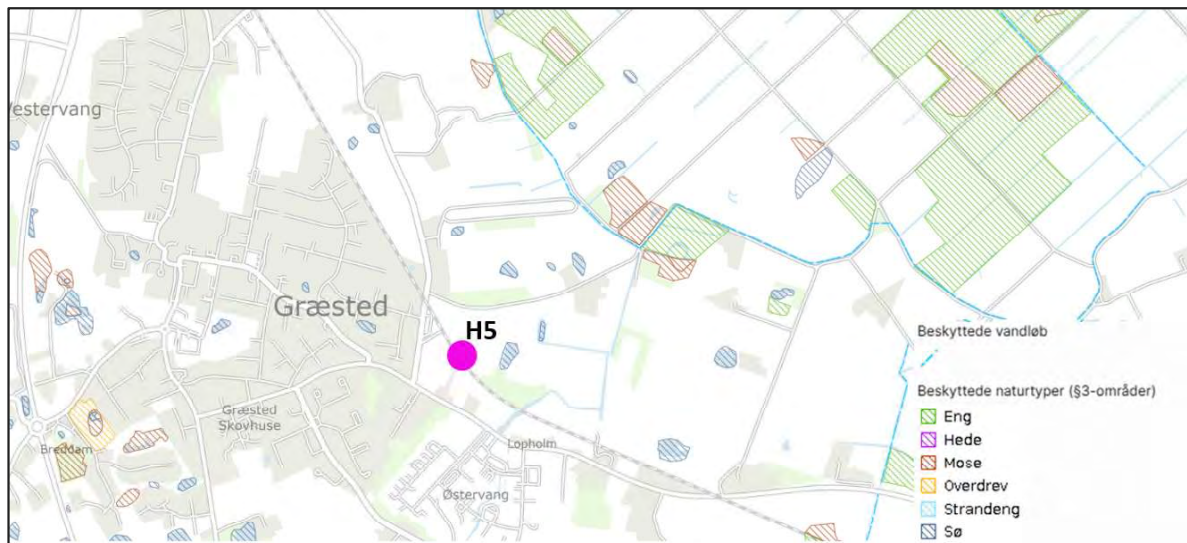 Westervang
Græsted
H5
Græsted
Skovhuse
Breddam
Lopholm
Østervang
Beskyttede vandløb
Beskyttede naturtyper (§3-områder)
Eng
Hede
Mose
Overdrev
Strandeng
Sø